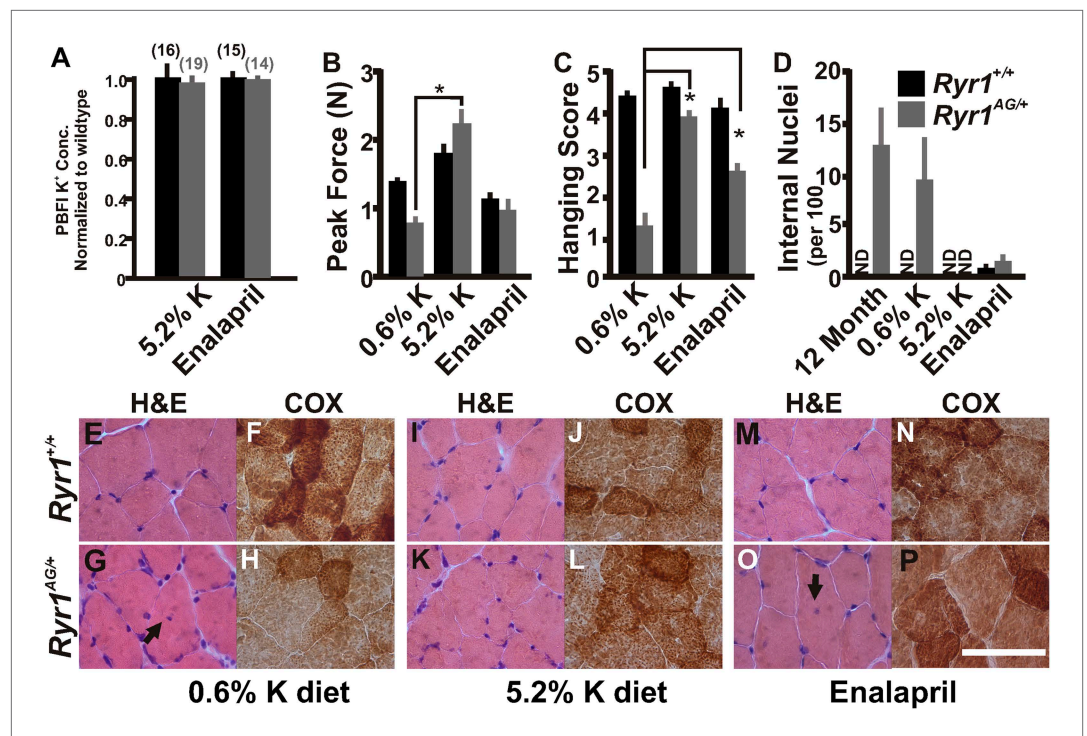 A
PBFI K+ Conc.
Normalized to wildtype
1.0
0.8
0.6
0.4
0.2
0
(16)
(19)
(15)
(14)
5.2% K
Enalapril
B
Peak Force (N)
3
2
1
0
*
0.6% K
5.2% K
Enalapril
C
Hanging Score
5
4
5
4
3
2
1
0
*
*
0.6% K
5.2% K
Enalapril
D
Internal Nuclei
(per 100)
20
15
10
5
0
Ryr1+/+
Ryr1AG/+
ND
ND
ND
ND
12 Month
0.6% K
5.2% K
Enalapril
H&E
COX
H&E
COX
H&E
COX
Ryr1+/+
E
F
I
J
M
N
Ryr1AG/+
G
H
K
L
O
P
0.6% K diet
5.2% K diet
Enalapril